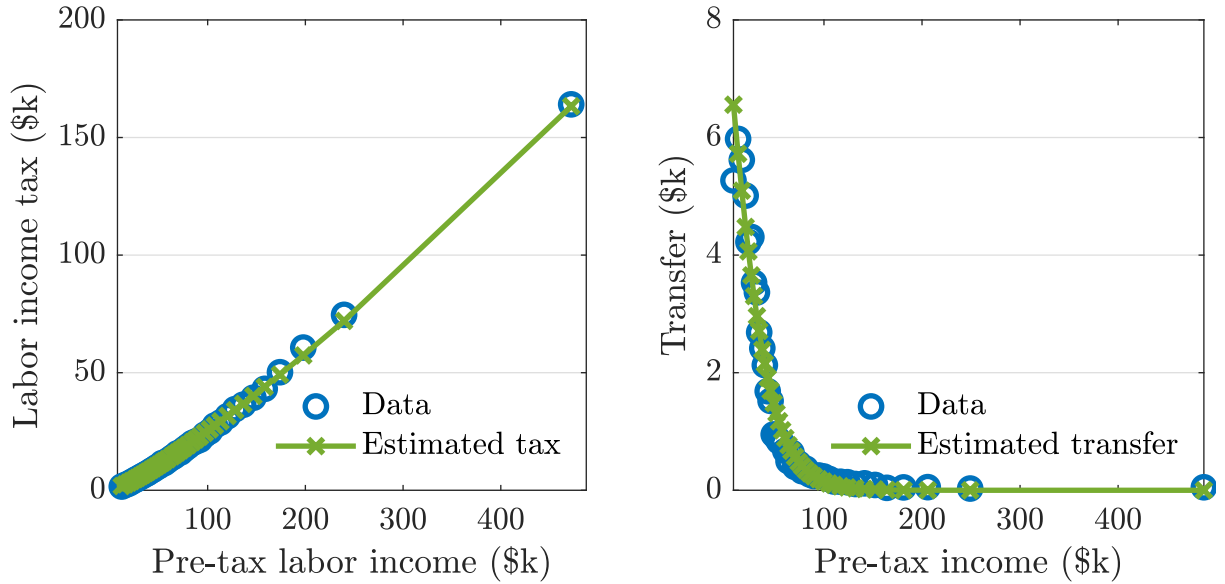 200
150
100
50
0
Labor income tax ($k)
Data
Estimated tax
100 200 300 400
Pre-tax labor income ($k)
8
6
4
2
0
Transfer ($k)
Data
Estimated transfer
100 200 300 400
Pre-tax income ($k)